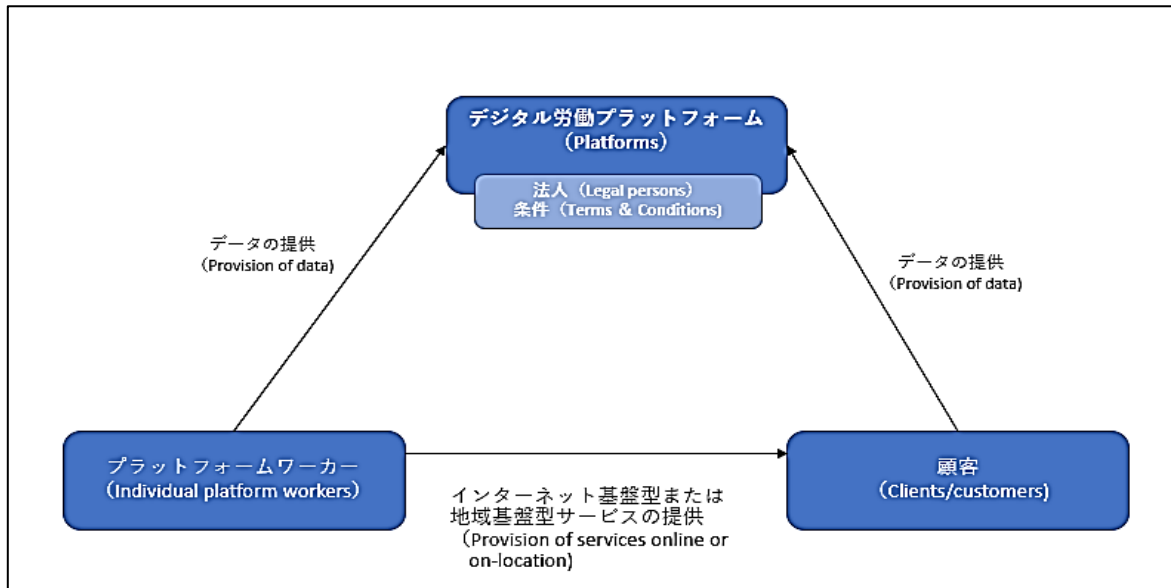 デジタル労働プラットフォーム
（Platforms）
法人（Legal persons）
条件（Terms & Conditions)
データの提供
（Provision of data)
データの提供
（Provision of data)
プラットフォームワーカー
（Individual platform workers）
顧客
（Clients/customers）
インターネット基盤型または
地域基盤型サービスの提供
（Provision of services online or
on-location)